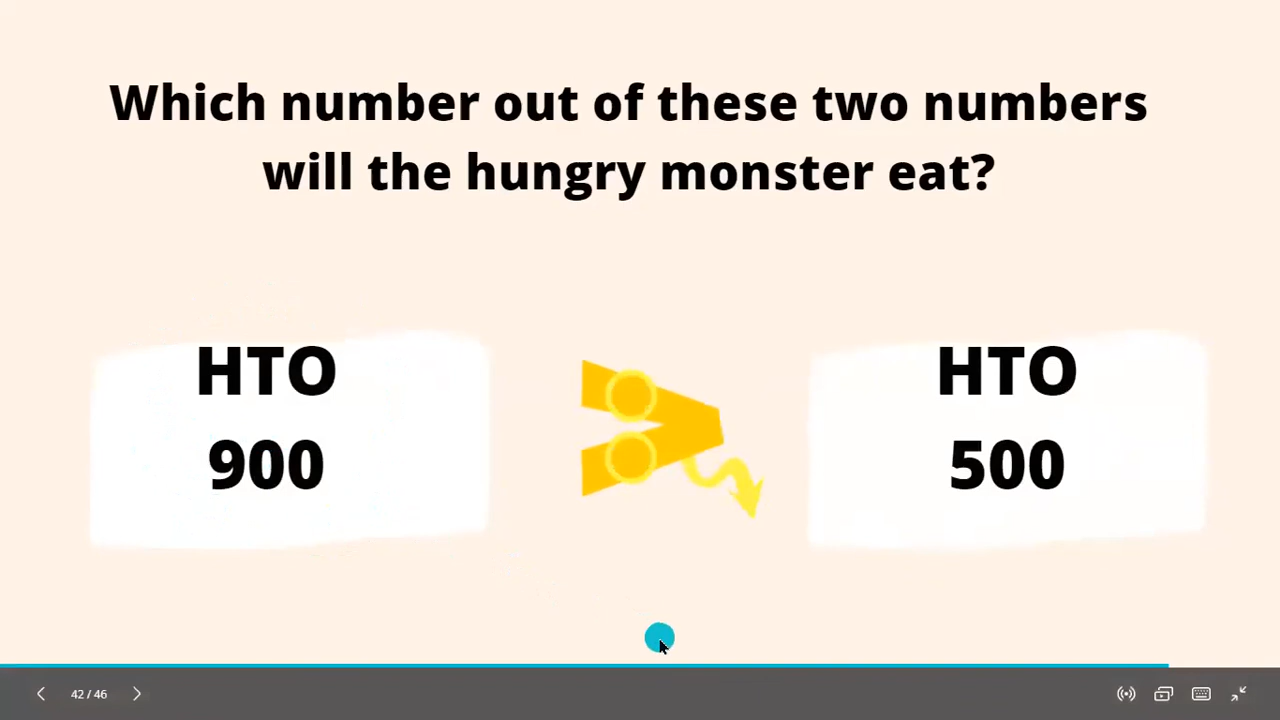 Which number out of these two numbers
will the hungry monster eat?
HTO
900
HTO
500
42 / 46